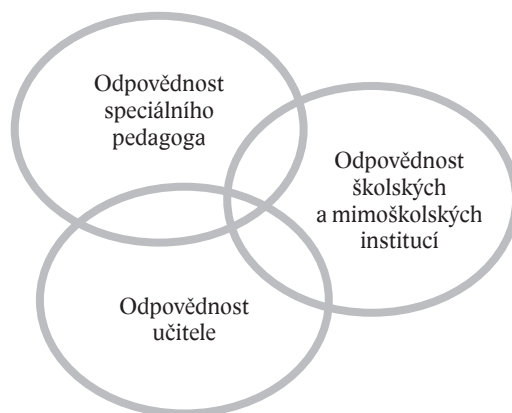 Odpovědnost
speciálního
pedagoga
Odpovědnost
školských
a mimoškolských
institucí
Odpovědnost
učitele